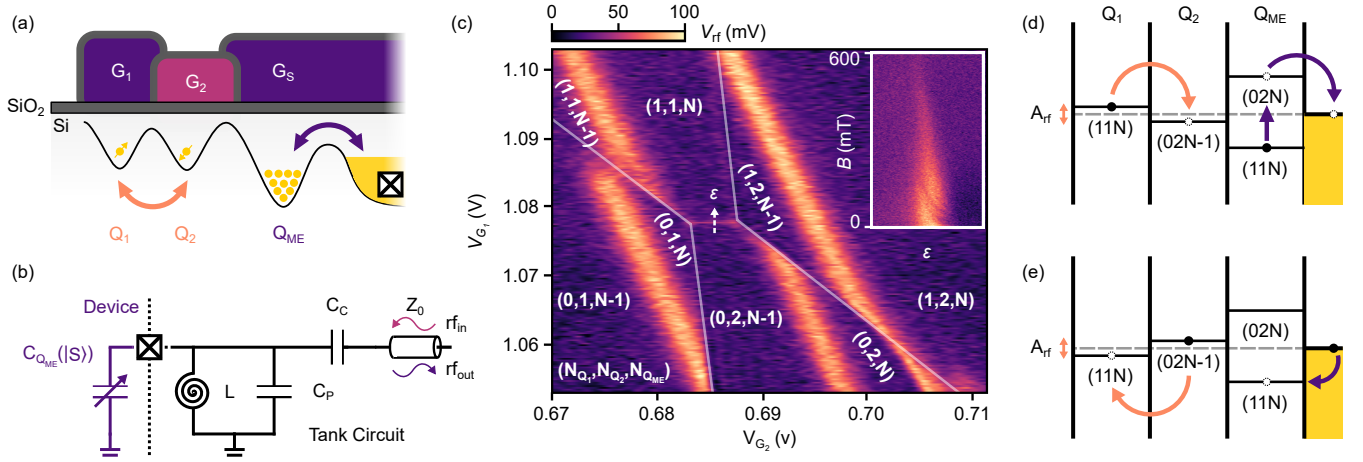 (a)
G1
G2
GS
SiO2
Si
Q1
Q2
QME
(b)
Device
CQME(|S⟩)
L
CP
CC
Z0
rfin
rfout
Tank Circuit
(c)
0
50
100
Vrf (mV)
VG1 (V)
1.10
1.09
1.08
1.07
1.06
(1,1,N-1)
(1,1,N)
(0,1,N)
(1,2,N-1)
(0,1,N-1)
(0,2,N-1)
(1,2,N)
(0,2,N)
(NQ1,NQ2,NQME)
ε
600
B (mT)
0
ε
0.67
0.68
0.69
0.70
0.71
VG2 (v)
(d)
Q1
Q2
QME
Arf
(11N)
(02N-1)
(02N)
(11N)
(e)
Arf
(11N)
(02N-1)
(02N)
(11N)